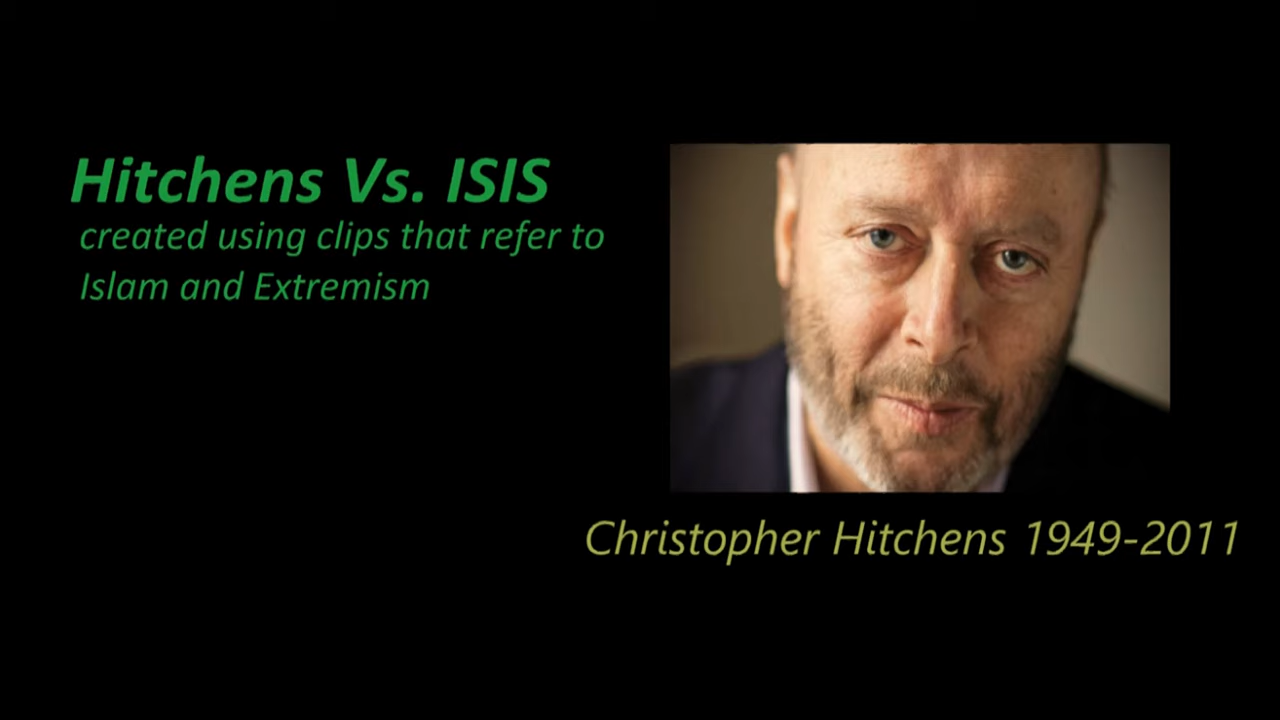 Hitchens Vs. ISIS
created using clips that refer to
Islam and Extremism
Christopher Hitchens 1949-2011